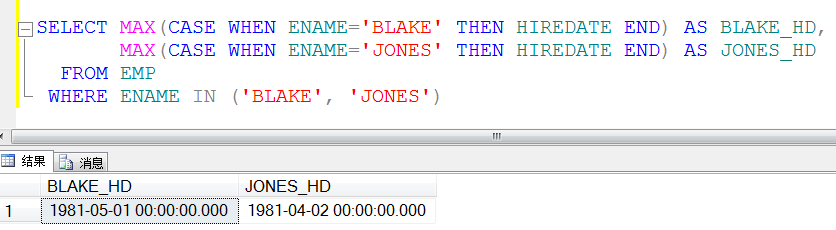 SELECT MAX(CASE WHEN ENAME='BLAKE' THEN HIREDATE END) AS BLAKE_HD,
MAX(CASE WHEN ENAME='JONES' THEN HIREDATE END) AS JONES_HD
FROM EMP
WHERE ENAME IN ('BLAKE', 'JONES')
结果 消息
BLAKE_HD JONES_HD
1 1981-05-01 00:00:00.000 1981-04-02 00:00:00.000